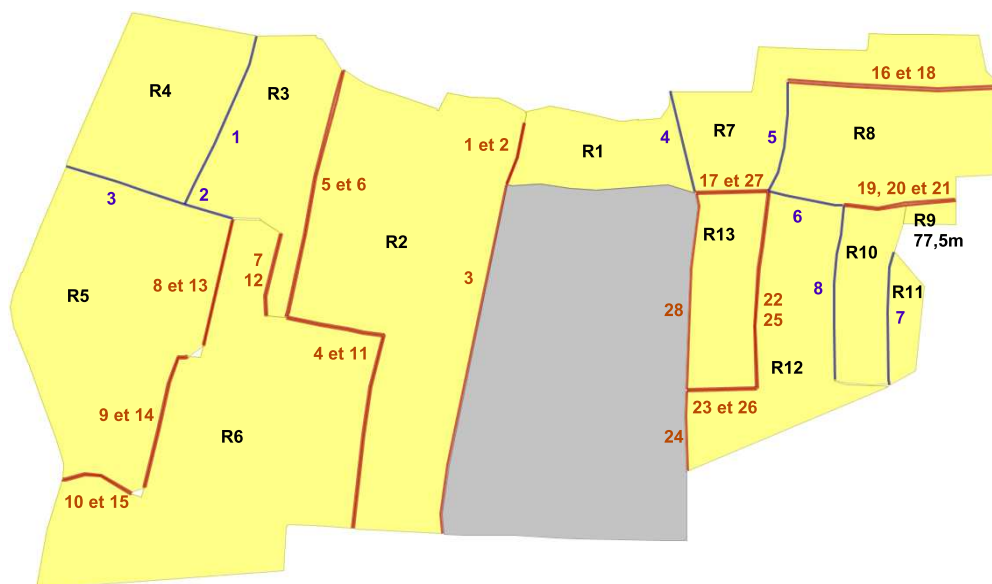 16 et 18
R4
R3
R7
R8
1
4
5
1 et 2
R1
5 et 6
17 et 27
19, 20 et 21
3
2
6
R9
77,5m
R2
R13
R10
7
12
8 et 13
3
R5
8
R11
7
28
22
25
4 et 11
R12
9 et 14
23 et 26
R6
24
10 et 15